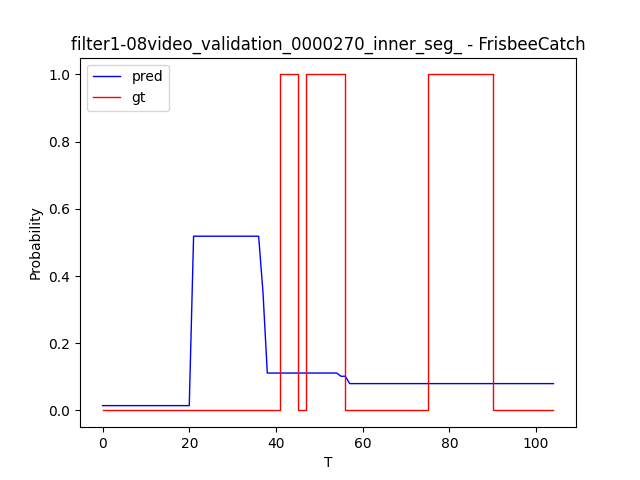 filter1-08video_validation_0000270_inner_seg_ - FrisbeeCatch
pred
gt
1.0
0.8
0.6
0.4
0.2
0.0
Probability
0 20 40 60 80 100
T